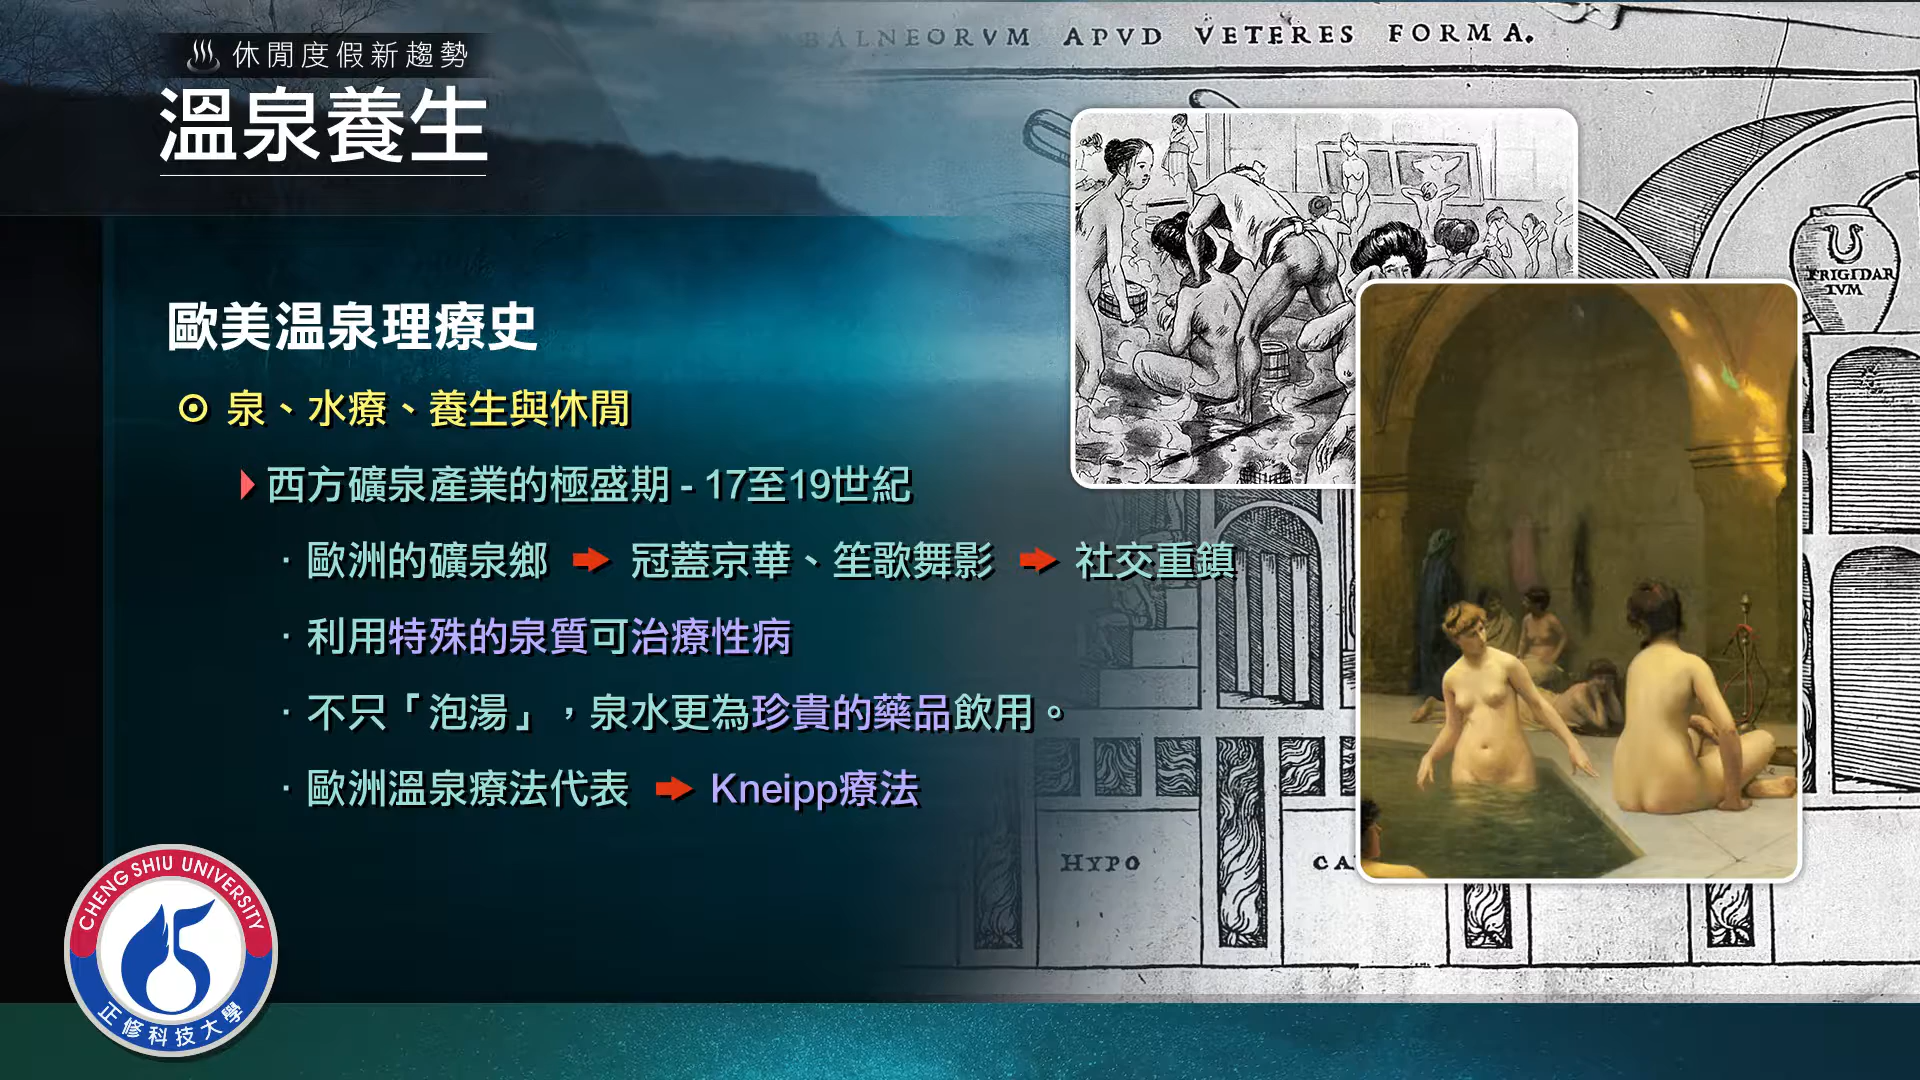 BALNEORVM APVD VETERES FORMA.
休閒度假新趨勢
溫泉養生
FRIGIDAR
IVM
歐美温泉理療史
泉、水療、養生與休閒
西方礦泉產業的極盛期 - 17至19世紀
· 歐洲的礦泉鄉 ➡ 冠蓋京華、笙歌舞影 ➡ 社交重鎮
· 利用特殊的泉質可治療性病
· 不只「泡湯」，泉水更為珍貴的藥品飲用。
· 歐洲溫泉療法代表 ➡ Kneipp療法
HYPO CA
CHENG SHIU UNIVERSITY
正修科技大學